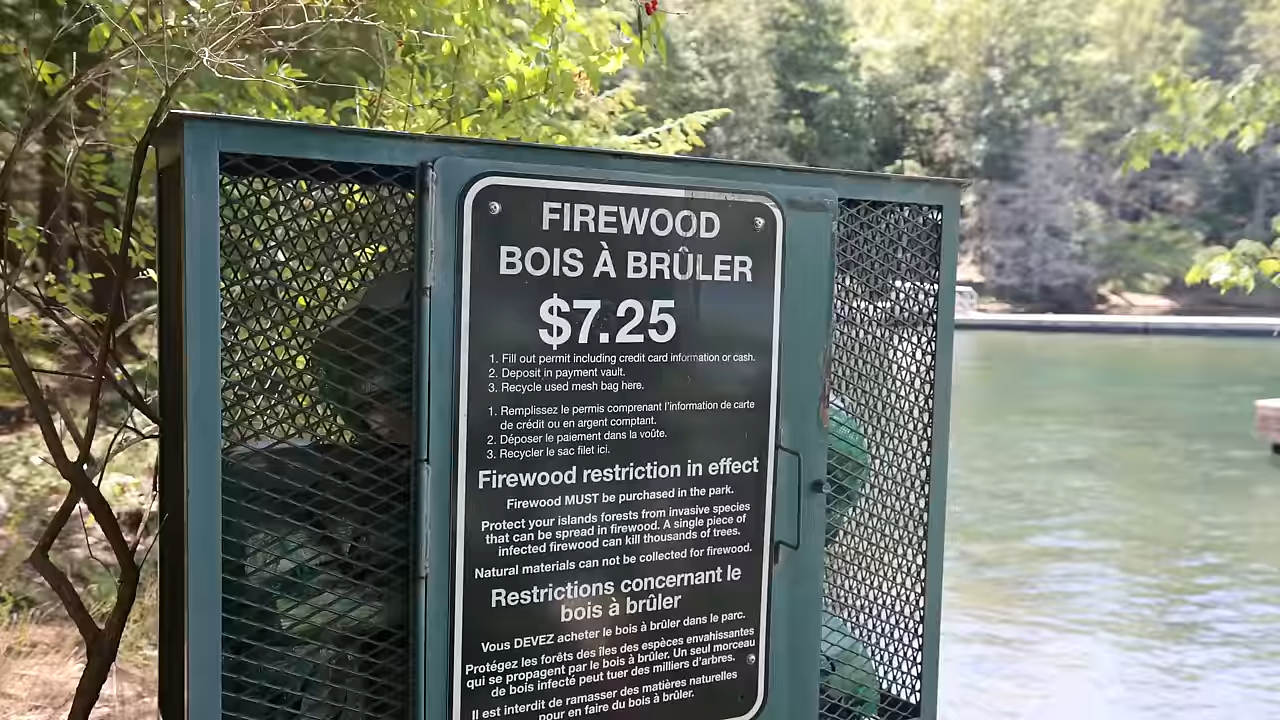 FIREWOOD
BOIS À BRÛLER
$7.25
1. Fill out permit including credit card information or cash.
2. Deposit in payment vault.
3. Recycle used mesh bag here.
1. Remplissez le permis comprenant l'information de carte
de crédit ou en argent comptant.
2. Déposer le paiement dans la voûte.
3. Recycler le sac filet ici.
Firewood restriction in effect
Firewood MUST be purchased in the park.
Protect your islands forests from invasive species
that can be spread in firewood. A single piece of
infected firewood can kill thousands of trees.
Natural materials can not be collected for firewood.
Restrictions concernant le
bois à brûler
Vous DEVEZ acheter le bois à brûler dans le parc.
Protégez les forêts des îles des espèces envahissantes
qui se propagent par le bois à brûler. Un seul morceau
de bois infecté peut tuer des milliers d'arbres.
Il est interdit de ramasser des matières naturelles
pour en faire du bois à brûler.